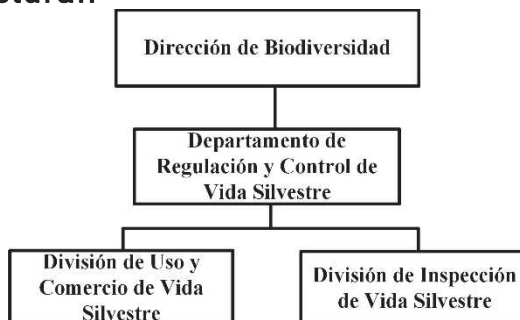 Dirección de Biodiversidad
Departamento de
Regulación y Control de
Vida Silvestre
División de Uso y
Comercio de Vida
Silvestre
División de Inspección
de Vida Silvestre